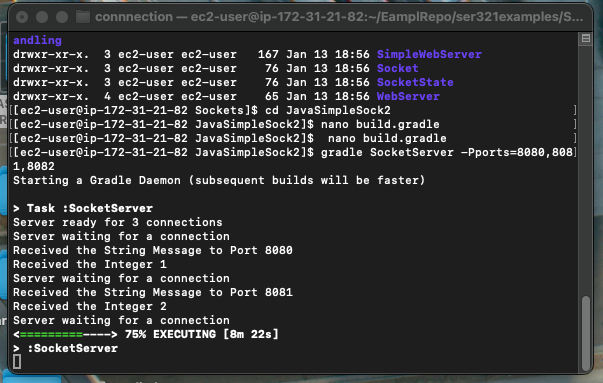 connnection — ec2-user@ip-172-31-21-82:~/EamplRepo/ser321examples/S...
andling
drwxr-xr-x. 3 ec2-user ec2-user 167 Jan 13 18:56 SimpleWebServer
drwxr-xr-x. 3 ec2-user ec2-user 76 Jan 13 18:56 Socket
drwxr-xr-x. 3 ec2-user ec2-user 76 Jan 13 18:56 SocketState
drwxr-xr-x. 4 ec2-user ec2-user 65 Jan 13 18:56 WebServer
[[ec2-user@ip-172-31-21-82 Sockets]$ cd JavaSimpleSock2 ]
[[ec2-user@ip-172-31-21-82 JavaSimpleSock2]$ nano build.gradle ]
[[ec2-user@ip-172-31-21-82 JavaSimpleSock2]$  nano build.gradle ]
[[ec2-user@ip-172-31-21-82 JavaSimpleSock2]$ gradle SocketServer -Pports=8080,808]
1,8082
Starting a Gradle Daemon (subsequent builds will be faster)
> Task :SocketServer
Server ready for 3 connections
Server waiting for a connection
Received the String Message to Port 8080
Received the Integer 1
Server waiting for a connection
Received the String Message to Port 8081
Received the Integer 2
Server waiting for a connection
<=========----> 75% EXECUTING [8m 22s]
> :SocketServer